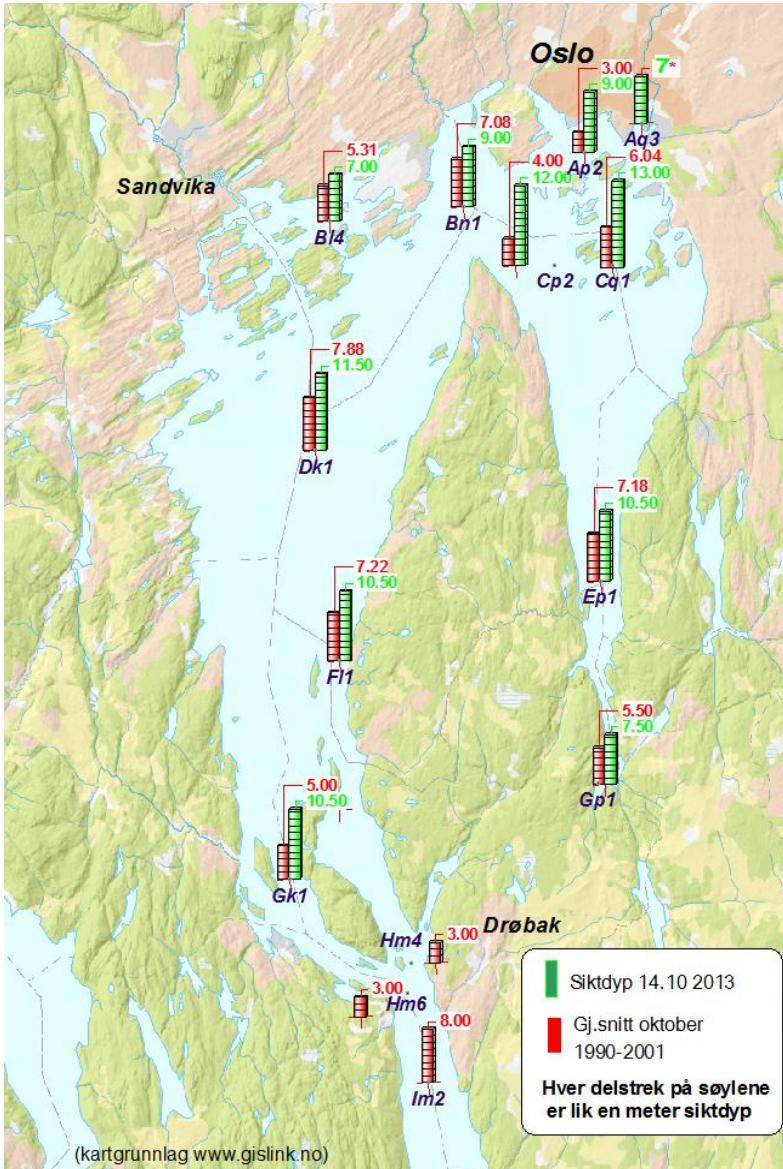 Oslo
7*
3.00
9.00
Aq3
Ap2
7.08
9.00
Bn1
5.31
7.00
Sandvika
Bl4
4.00
12.00
Cp2
6.04
13.00
Cq1
7.88
11.50
Dk1
7.18
10.50
Ep1
7.22
10.50
Fl1
5.50
7.50
Gp1
5.00
10.50
Gk1
Drøbak
3.00
Hm4
3.00
Hm6
8.00
Im2
Siktdyp 14.10 2013
Gj.snitt oktober
1990-2001
Hver delstrek på søylene
er lik en meter siktdyp
(kartgrunnlag www.gislink.no)